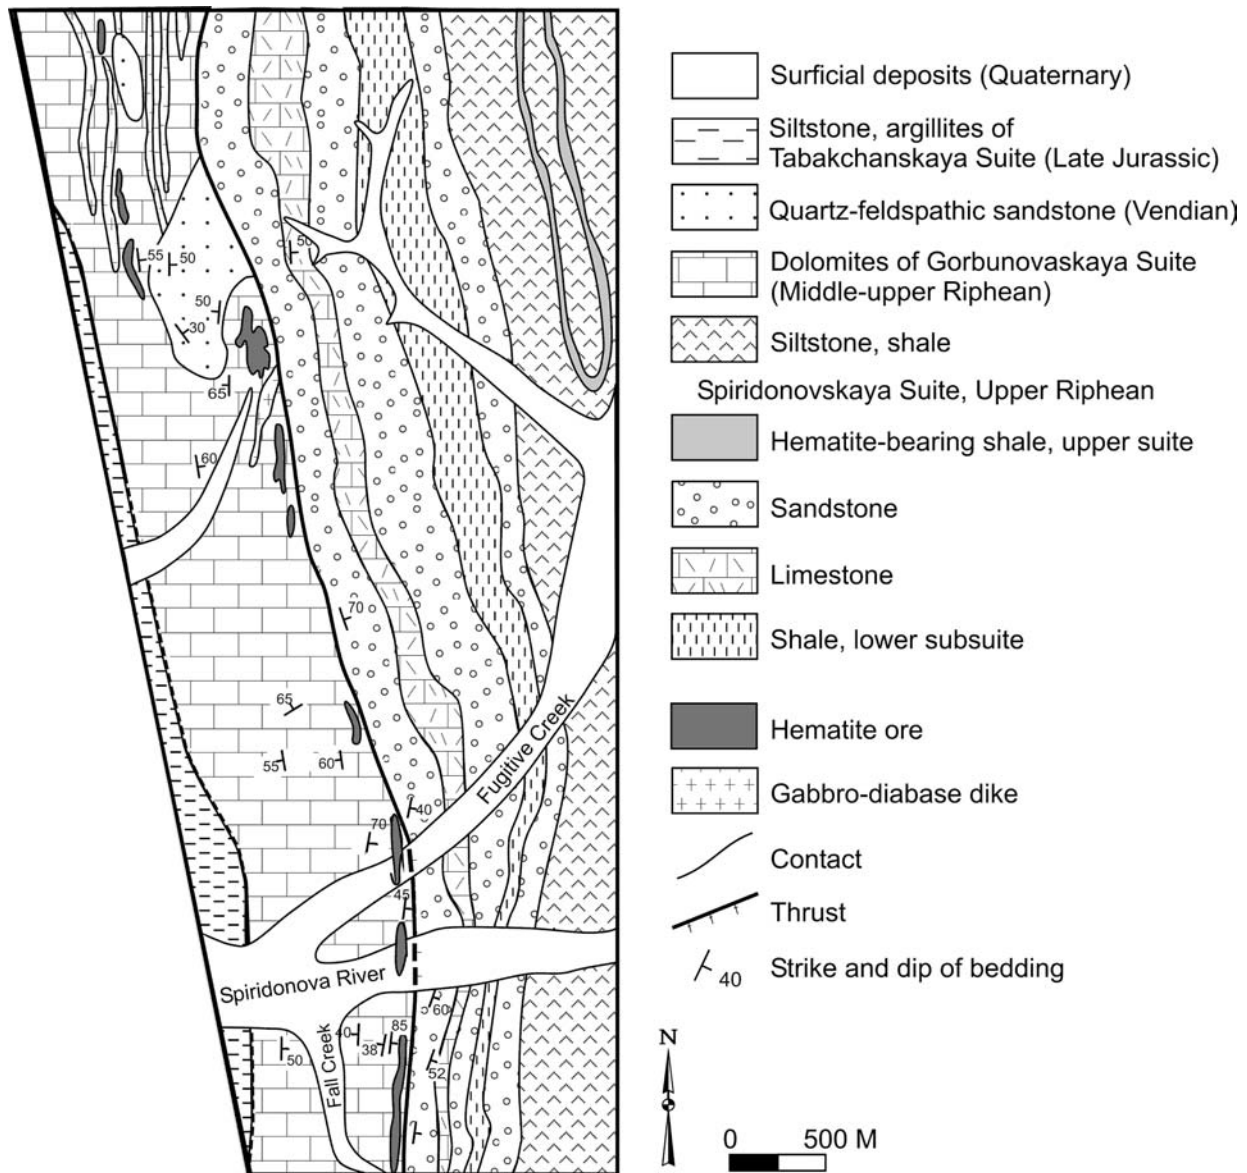 Surficial deposits (Quaternary)
Siltstone, argillites of
Tabakchanskaya Suite (Late Jurassic)
Quartz-feldspathic sandstone (Vendian)
Dolomites of Gorbunovaskaya Suite
(Middle-upper Riphean)
Siltstone, shale
Spiridonovskaya Suite, Upper Riphean
Hematite-bearing shale, upper suite
Sandstone
Limestone
Shale, lower subsuite
Hematite ore
Gabbro-diabase dike
Contact
Thrust
40 Strike and dip of bedding
N
0 500 M
50
55 50
50
30
65
60
70
65
55 60
40
70
Fugitive Creek
45
Spiridonova River
60
Fall Creek
40 85
38
50
52